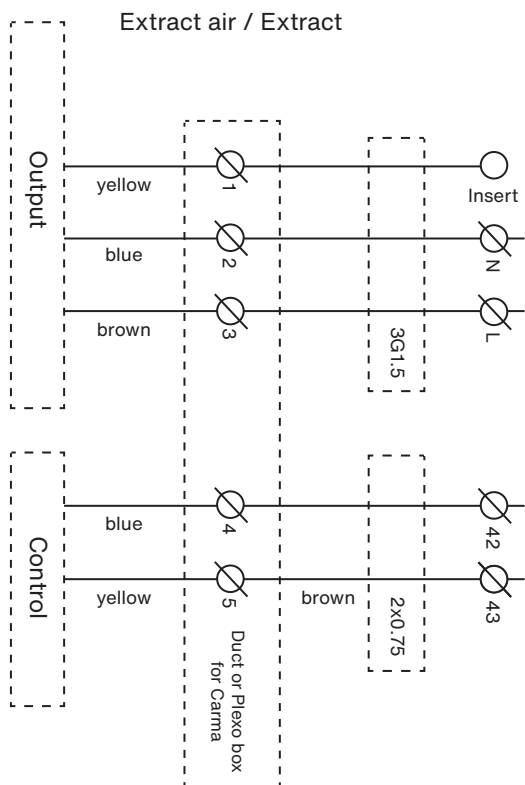 Extract air / Extract
Output
yellow
1
Insert
blue
2
N
brown
3
L
3G1.5
Control
blue
4
42
yellow
5
brown
43
2x0.75
Duct or Plexo box
for Carma